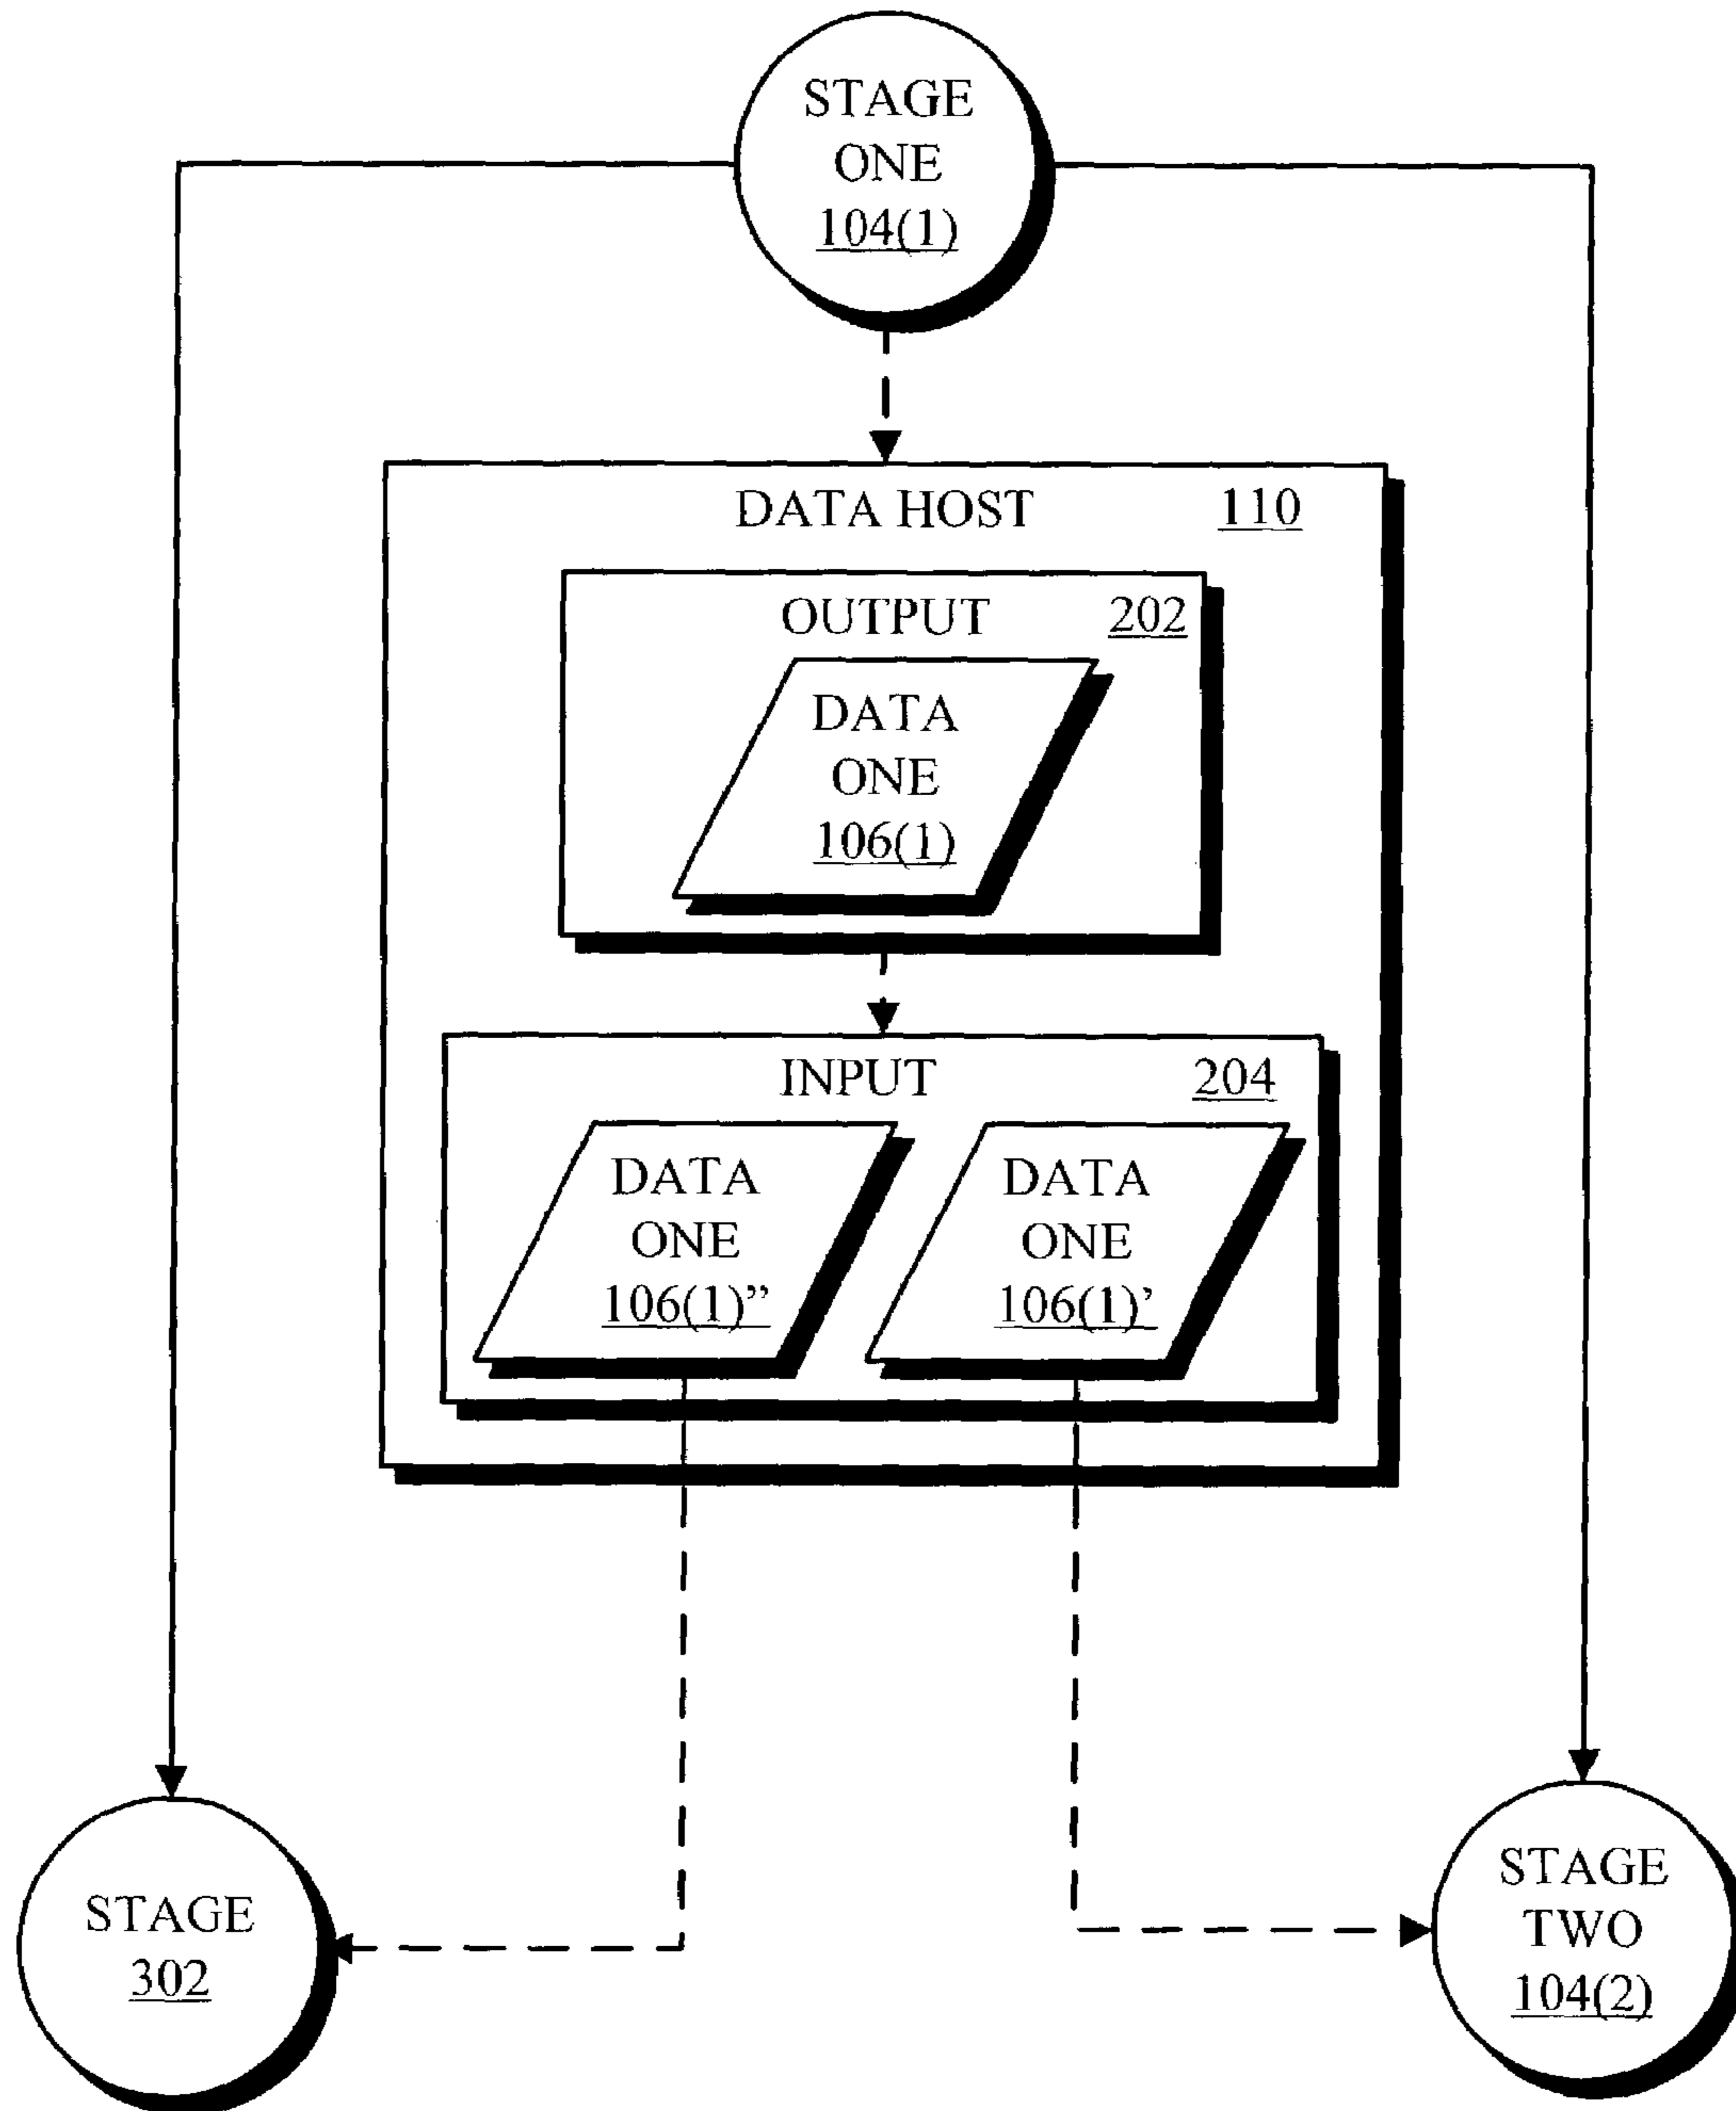 STAGE
ONE
104(1)
DATA HOST 110
OUTPUT 202
DATA
ONE
106(1)
INPUT 204
DATA
ONE
106(1)”
DATA
ONE
106(1)’
STAGE
302
STAGE
TWO
104(2)